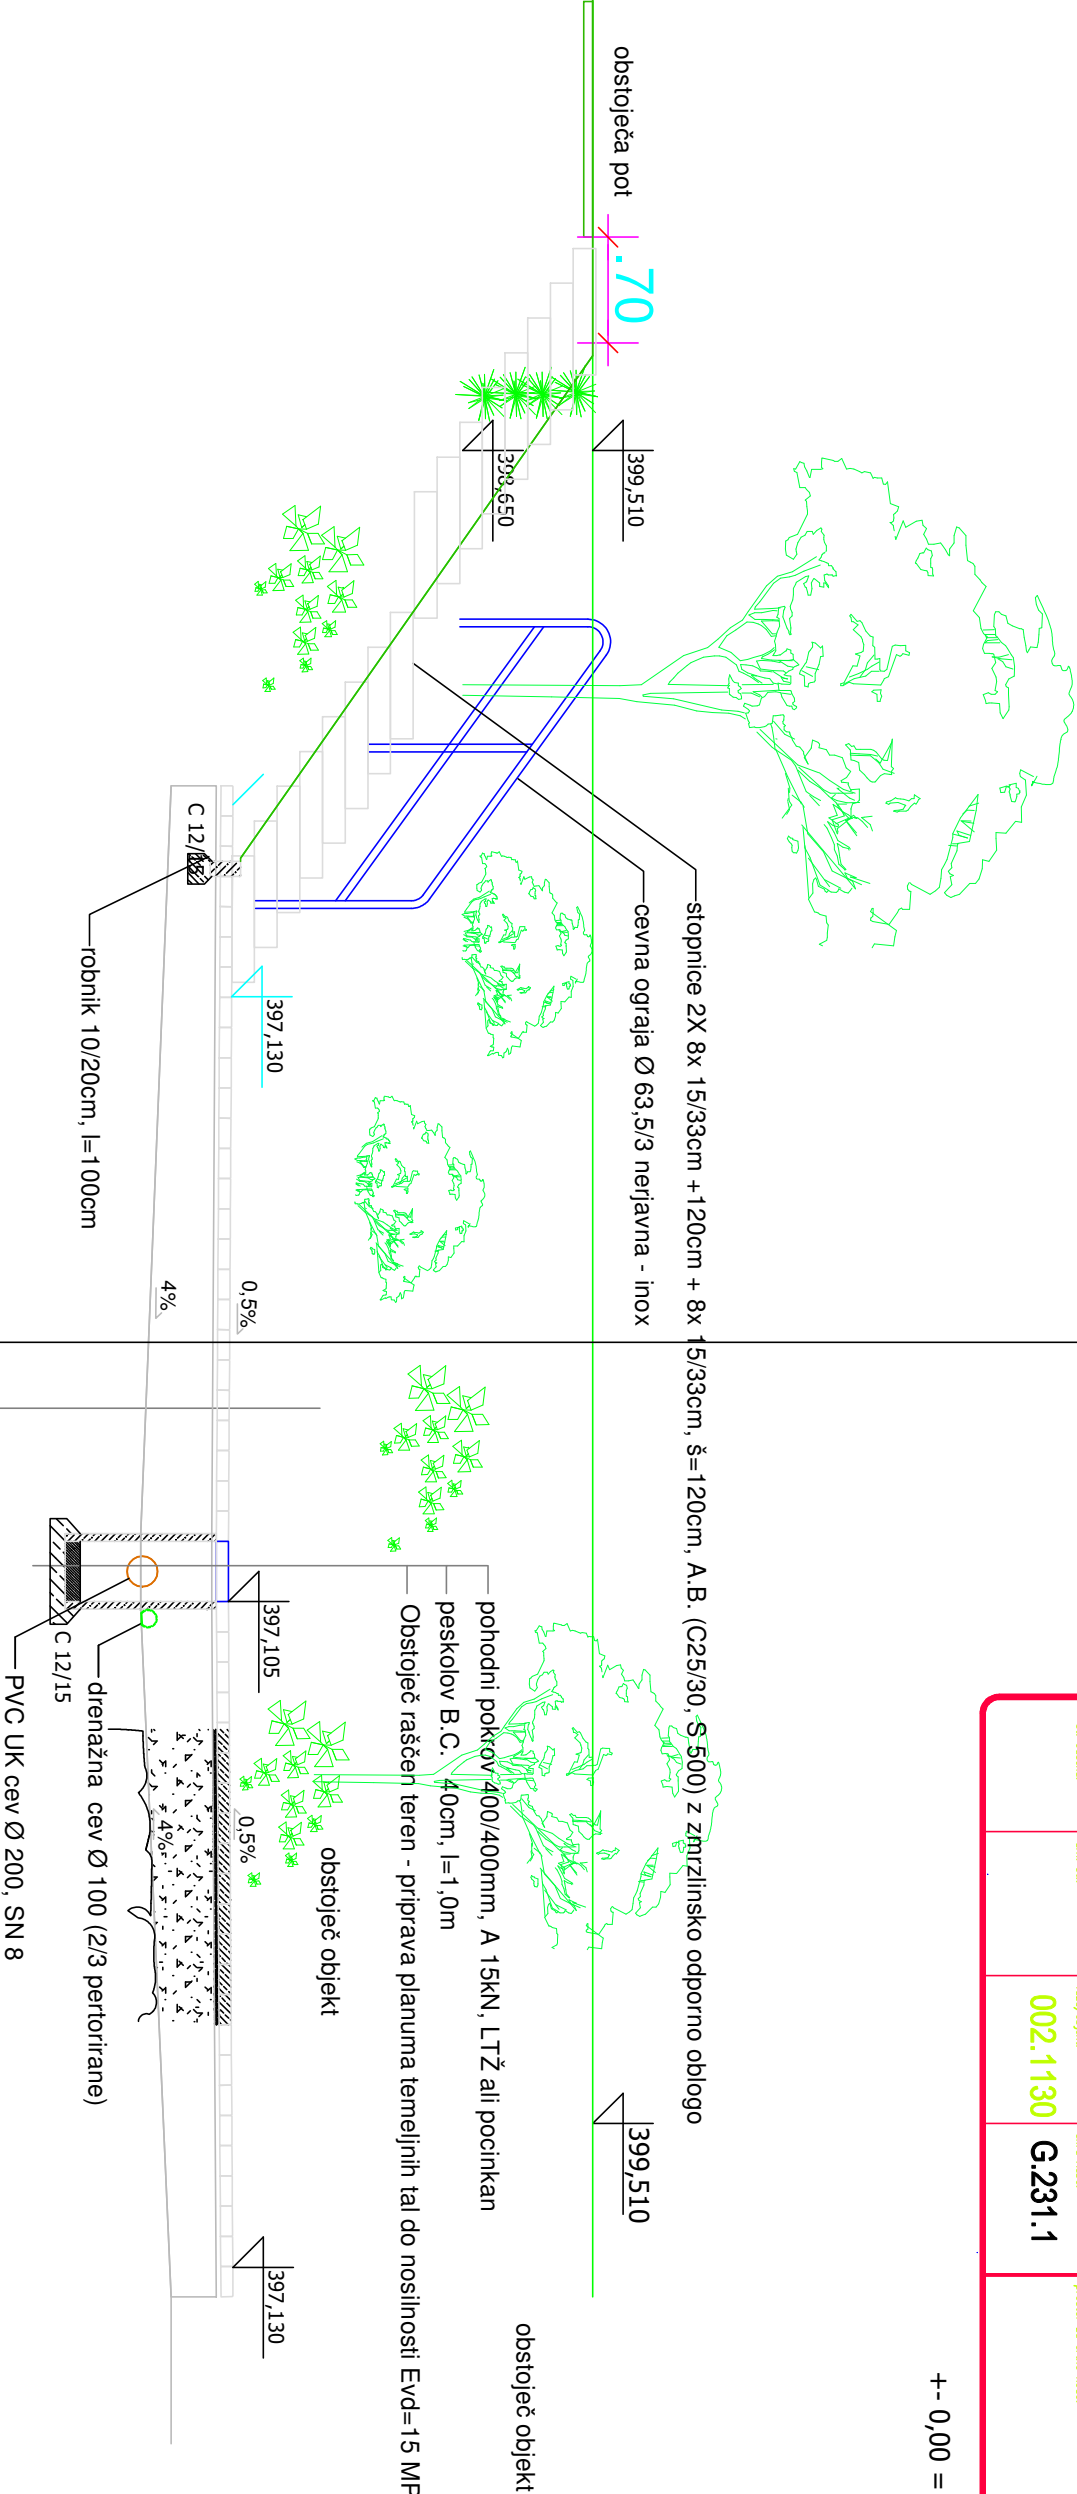 +- 0,00 =
002.1130
G.231.1
stopnice 2X 8x 15/33cm +120cm + 8x 15/33cm, š=120cm, A.B. (C25/30, S 500) z zmrzlinsko odporno oblogo
cevna ograja Ø 63,5/3 nerjavna - inox
obstoječa pot
.70
399,510
399,510
398,650
obstoječ objekt
pohodni pokrov 400/400mm, A 15kN, LTŽ ali pocinkan
peskolov B.C. 40cm, l=1,0m
Obstoječ raščen teren - priprava planuma temeljnih tal do nosilnosti Evd=15
obstoječ objekt
397,130
397,105
397,130
0,5%
0,5%
C 12/15
4%
4%
robnik 10/20cm, l=100cm
drenažna cev Ø 100 (2/3 pertorirane)
C 12/15
PVC UK cev Ø 200, SN 8